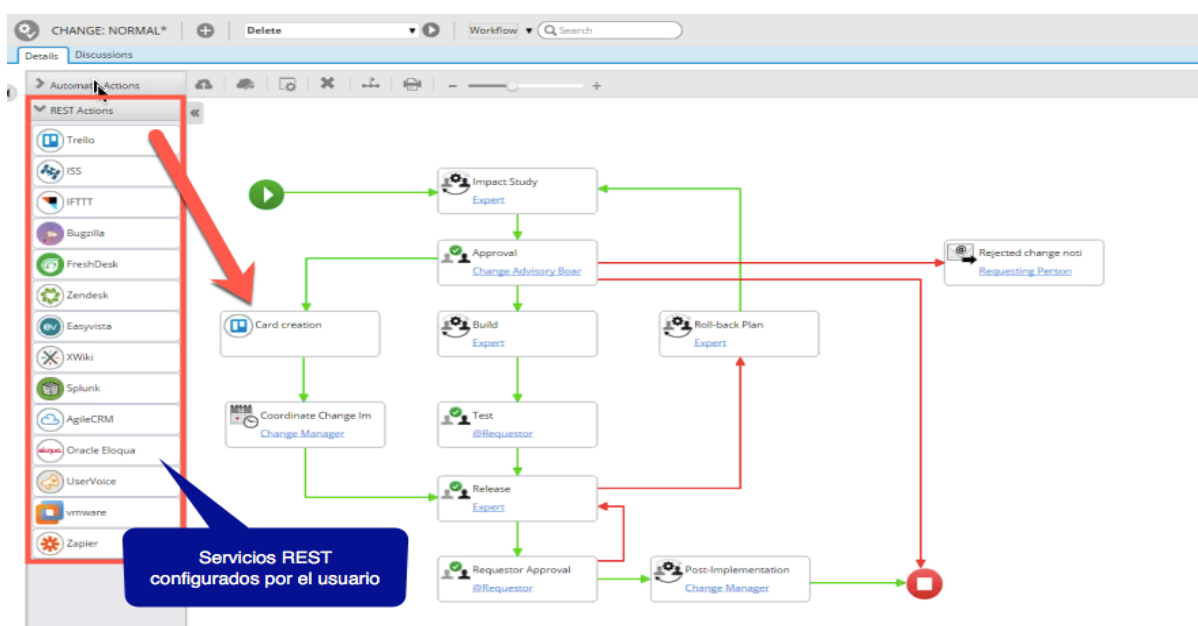 CHANGE: NORMAL*
Delete
Workflow
Search
Details
Discussions
Automatic Actions
REST Actions
Trello
ISS
IFTTT
Bugzilla
FreshDesk
Zendesk
Easyvista
XWiki
Splunk
AgileCRM
eloqua
Oracle Eloqua
UserVoice
vmware
Zapier
Impact Study
Expert
Approval
Change Advisory Boar
Rejected change noti
Requesting Person
Card creation
Build
Expert
Roll-back Plan
Expert
Coordinate Change Im
Change Manager
Test
@Requestor
Release
Expert
Requestor Approval
@Requestor
Post-Implementation
Change Manager
Servicios REST
configurados por el usuario